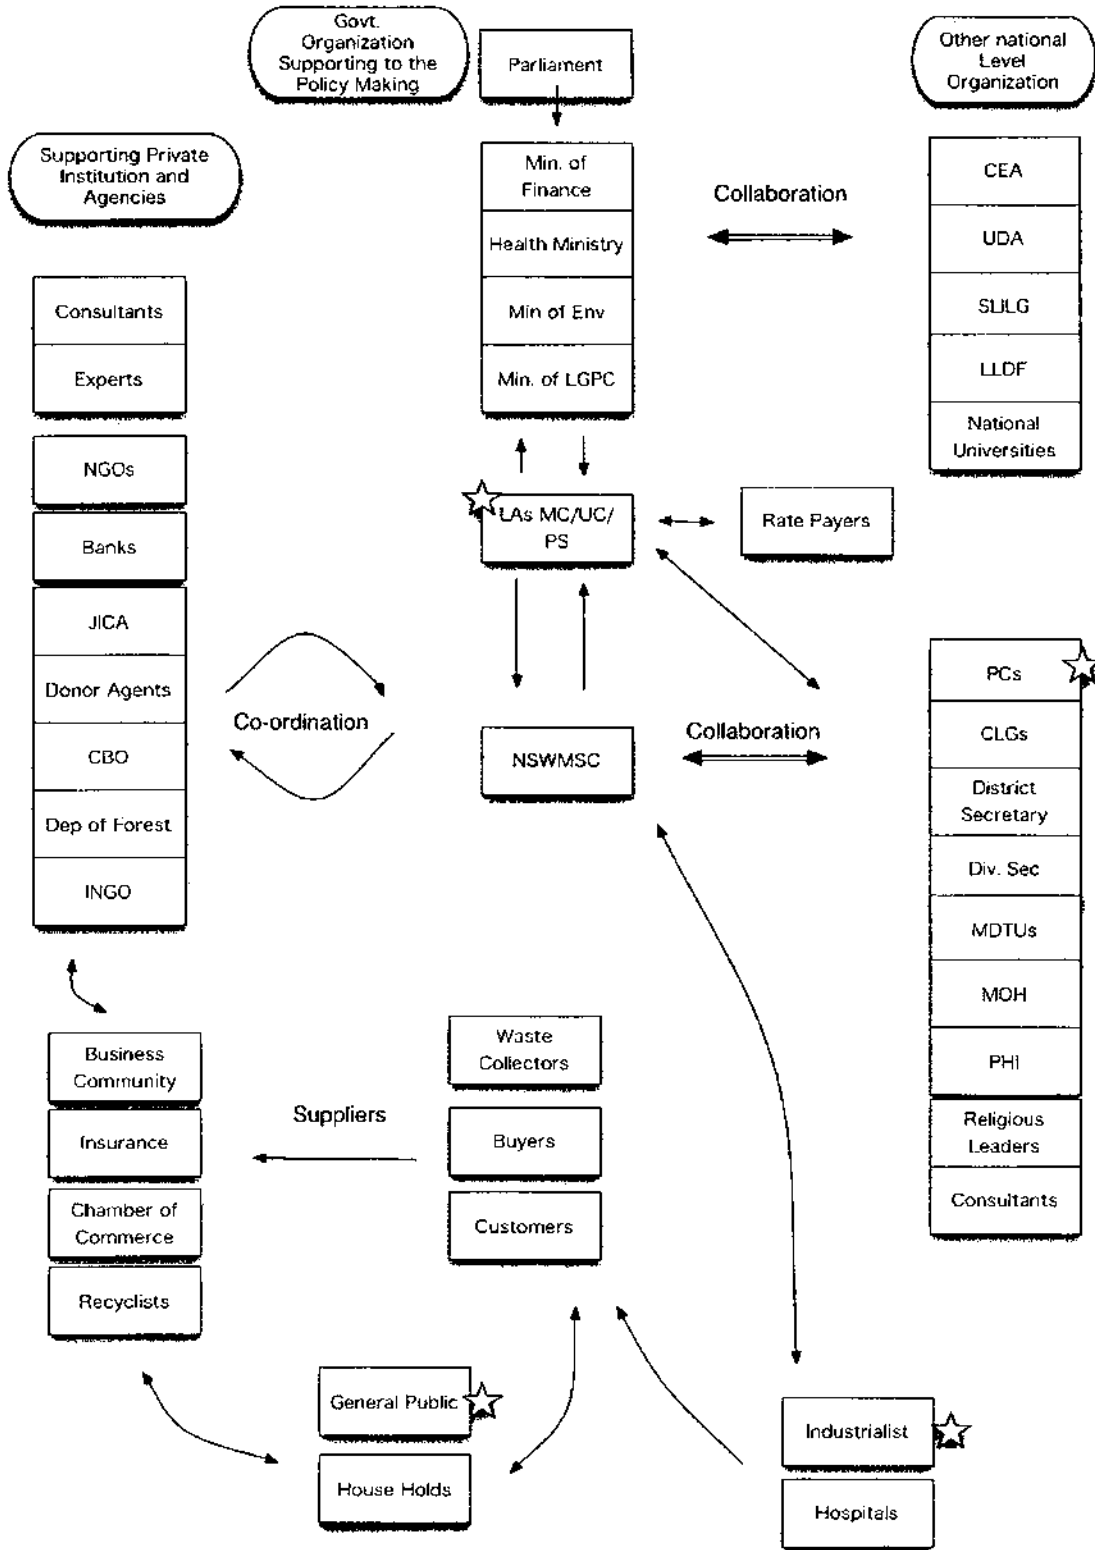 Govt.
Organization
Supporting to the
Policy Making
Parliament
Other national
Level
Organization
Supporting Private
Institution and
Agencies
Min. of
Finance
Health Ministry
Min of Env
Min. of LGPC
Collaboration
CEA
UDA
SLILG
LLDF
National
Universities
Consultants
Experts
NGOs
Banks
JICA
Donor Agents
CBO
Dep of Forest
INGO
LAs MC/UC/
PS
Rate Payers
Co-ordination
NSWMSC
Collaboration
PCs
CLGs
District
Secretary
Div. Sec
MDTUs
MOH
PHI
Religious
Leaders
Consultants
Business
Community
Insurance
Chamber of
Commerce
Recyclists
Suppliers
Waste
Collectors
Buyers
Customers
General Public
House Holds
Industrialist
Hospitals